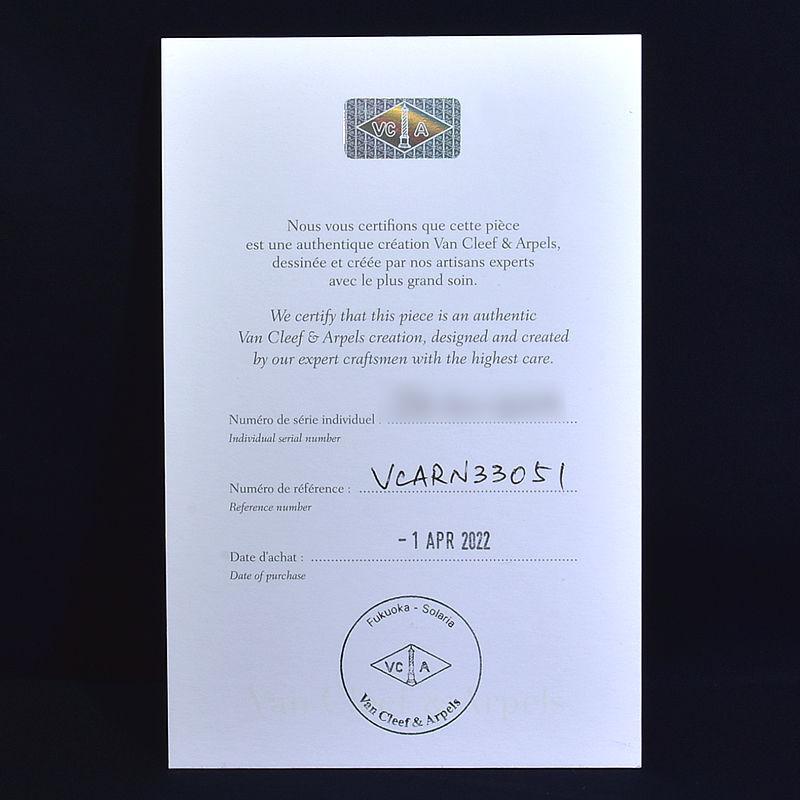 VC A
Nous vous certifions que cette pièce
est une authentique création Van Cleef & Arpels,
dessinée et créée par nos artisans experts
avec le plus grand soin.
We certify that this piece is an authentic
Van Cleef & Arpels creation, designed and created
by our expert craftsmen with the highest care.
Numéro de série individuel :
Individual serial number
Numéro de référence : VCARN33051
Reference number
- 1 APR 2022
Date d'achat :
Date of purchase
Fukuoka - Solaria
VC A
Van Cleef & Arpels
Van Cleef & Arpels